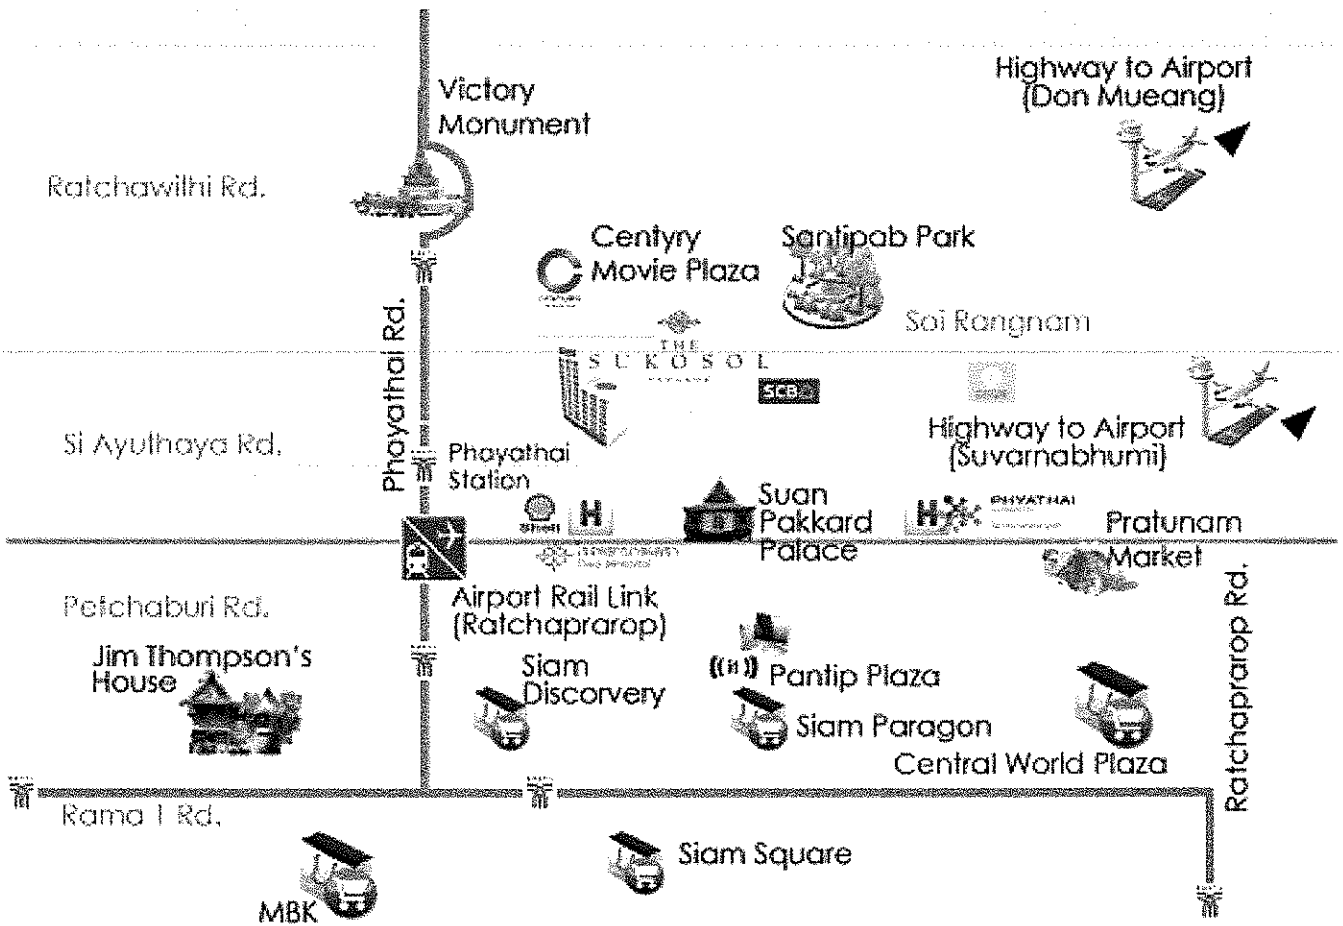 Highway to Airport
(Don Mueang)
Victory
Monument
Ratchawithi Rd.
Centyry
Movie Plaza
Santipab Park
Soi Rangnam
Phayathai Rd.
THE
SUKOSOL
SCB
Si Ayuthaya Rd.
Highway to Airport
(Suvarnabhumi)
Phayathai
Station
Shell
H
Suan
Pakkard
Palace
H
PHYATHAI
Pratunam
Market
Airport Rail Link
(Ratchaprarop)
Petchaburi Rd.
Ratchaprarop Rd.
Jim Thompson's
House
Siam
Discorvery
Pantip Plaza
Siam Paragon
Central World Plaza
Rama 1 Rd.
Siam Square
MBK